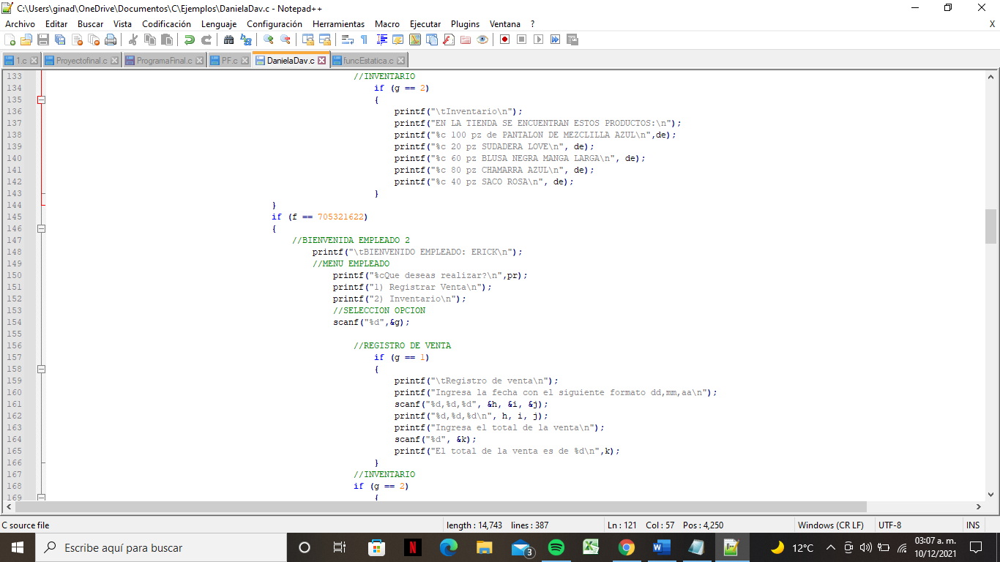 C:\Users\ginad\OneDrive\Documentos\C\Ejemplos\DanielaDav.c - Notepad++
Archivo Editar Buscar Vista Codificación Lenguaje Configuración Herramientas Macro Ejecutar Plugins Ventana ? X
1.c Proyectofinal.c ProgramaFinal.c PF.c DanielaDav.c funcEstatica.c
133 //INVENTARIO
134 if (g == 2)
135 {
136 printf("\tInventario\n");
137 printf("EN LA TIENDA SE ENCUENTRAN ESTOS PRODUCTOS:\n");
138 printf("%c 100 pz de PANTALON DE MEZCLILLA AZUL\n",de);
139 printf("%c 20 pz SUDADERA LOVE\n", de);
140 printf("%c 60 pz BLUSA NEGRA MANGA LARGA\n", de);
141 printf("%c 80 pz CHAMARRA AZUL\n", de);
142 printf("%c 40 pz SACO ROSA\n", de);
143 }
144 }
145 if (f == 705321622)
146 {
147 //BIENVENIDA EMPLEADO 2
148 printf("\tBIENVENIDO EMPLEADO: ERICK\n");
149 //MENU EMPLEADO
150 printf("%cQue deseas realizar?\n",pr);
151 printf("1) Registrar Venta\n");
152 printf("2) Inventario\n");
153 //SELECCION OPCION
154 scanf("%d",&g);
155
156 //REGISTRO DE VENTA
157 if (g == 1)
158 {
159 printf("\tRegistro de venta\n");
160 printf("Ingresa la fecha con el siguiente formato dd,mm,aa\n");
161 scanf("%d,%d,%d", &h, &i, &j);
162 printf("%d,%d,%d\n", h, i, j);
163 printf("Ingresa el total de la venta\n");
164 scanf("%d", &k);
165 printf("El total de la venta es de %d\n",k);
166 }
167 //INVENTARIO
168 if (g == 2)
169 {
C source file length : 14,743 lines : 387 Ln : 121 Col : 57 Pos : 4,250 Windows (CR LF) UTF-8 INS
Escribe aquí para buscar 3 12°C 03:07 a. m.
10/12/2021